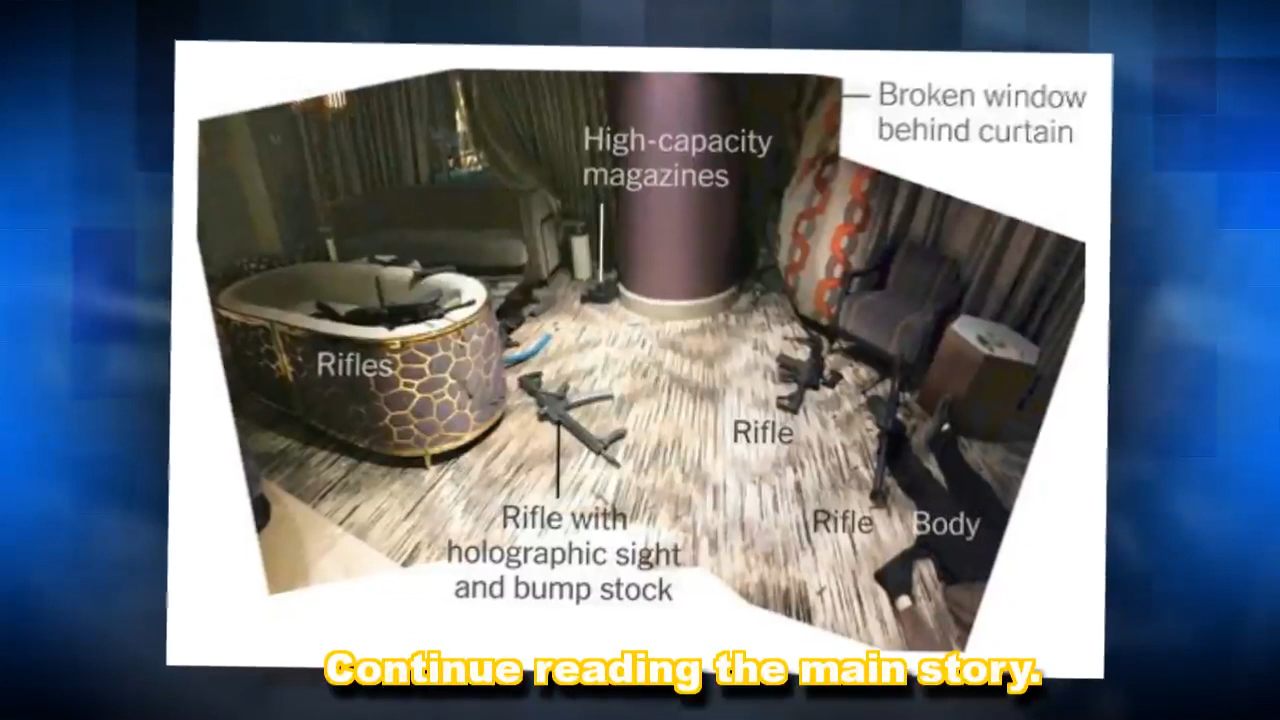 Broken window
behind curtain
High-capacity
magazines
Rifles
Rifle
Rifle with
holographic sight
and bump stock
Rifle
Body
Continue reading the main story.